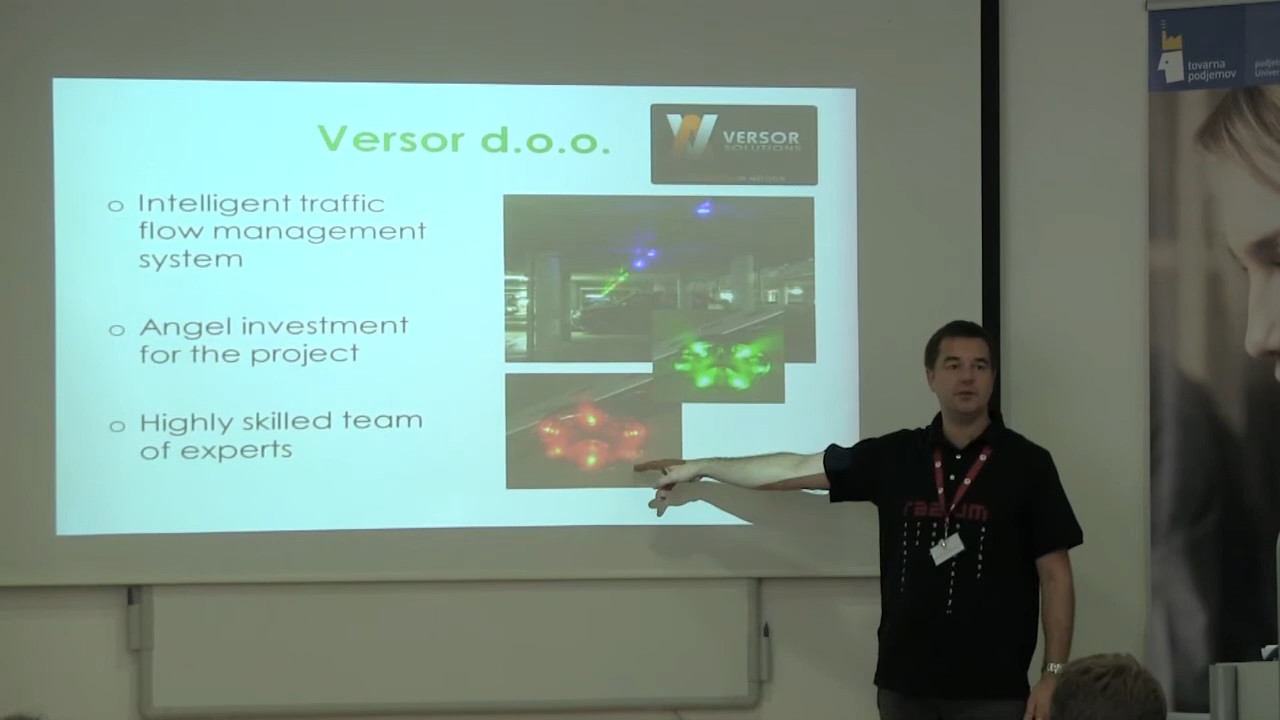 Versor d.o.o.
VERSOR
SOLUTIONS
o Intelligent traffic
flow management
system
o Angel investment
for the project
o Highly skilled team
of experts
tovarna
podjemov